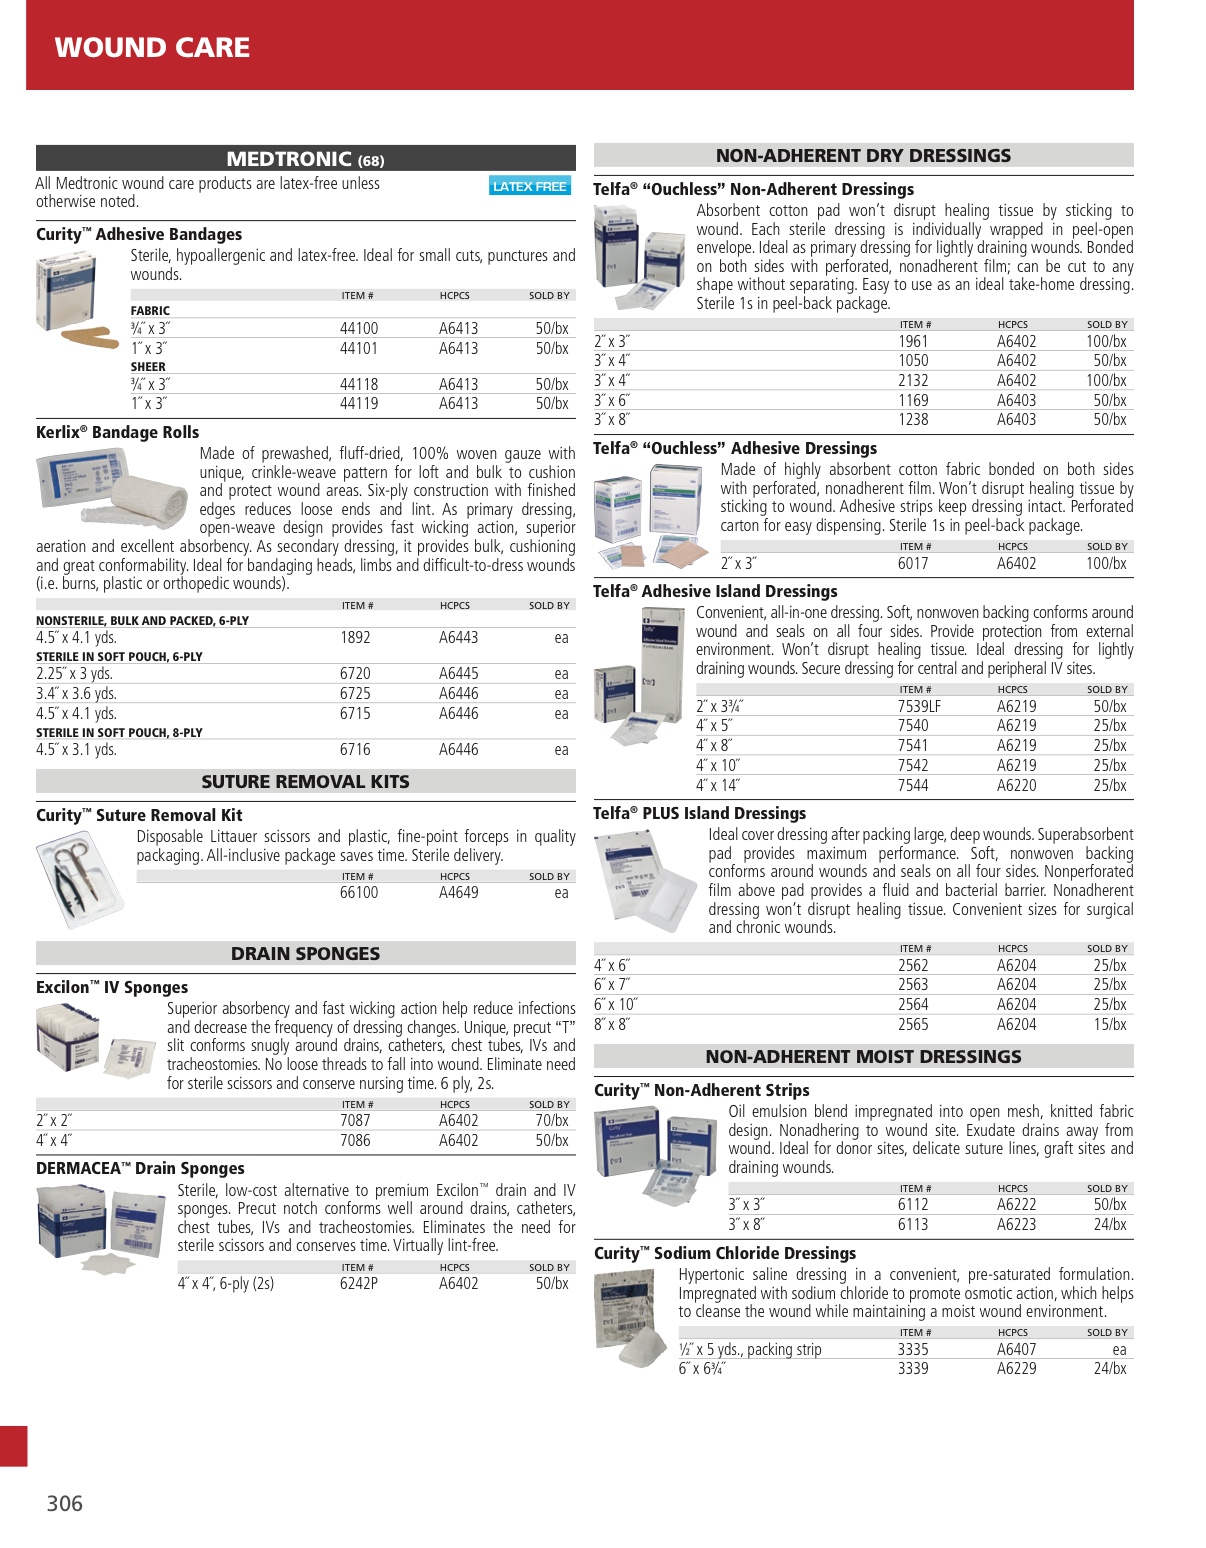 WOUND CARE
MEDTRONIC (68)
All Medtronic wound care products are latex-free unless
otherwise noted.
LATEX FREE
Curity™ Adhesive Bandages
Sterile, hypoallergenic and latex-free. Ideal for small cuts, punctures and
wounds.
ITEM # HCPCS SOLD BY
FABRIC
¾˝ x 3˝ 44100 A6413 50/bx
1˝ x 3˝ 44101 A6413 50/bx
SHEER
¾˝ x 3˝ 44118 A6413 50/bx
1˝ x 3˝ 44119 A6413 50/bx
Kerlix® Bandage Rolls
Made of prewashed, fluff-dried, 100% woven gauze with
unique, crinkle-weave pattern for loft and bulk to cushion
and protect wound areas. Six-ply construction with finished
edges reduces loose ends and lint. As primary dressing,
open-weave design provides fast wicking action, superior
aeration and excellent absorbency. As secondary dressing, it provides bulk, cushioning
and great conformability. Ideal for bandaging heads, limbs and difficult-to-dress wounds
(i.e. burns, plastic or orthopedic wounds).
ITEM # HCPCS SOLD BY
NONSTERILE, BULK AND PACKED, 6-PLY
4.5˝ x 4.1 yds. 1892 A6443 ea
STERILE IN SOFT POUCH, 6-PLY
2.25˝ x 3 yds. 6720 A6445 ea
3.4˝ x 3.6 yds. 6725 A6446 ea
4.5˝ x 4.1 yds. 6715 A6446 ea
STERILE IN SOFT POUCH, 8-PLY
4.5˝ x 3.1 yds. 6716 A6446 ea
SUTURE REMOVAL KITS
Curity™ Suture Removal Kit
Disposable Littauer scissors and plastic, fine-point forceps in quality
packaging. All-inclusive package saves time. Sterile delivery.
ITEM # HCPCS SOLD BY
66100 A4649 ea
DRAIN SPONGES
Excilon™ IV Sponges
Superior absorbency and fast wicking action help reduce infections
and decrease the frequency of dressing changes. Unique, precut “T”
slit conforms snugly around drains, catheters, chest tubes, IVs and
tracheostomies. No loose threads to fall into wound. Eliminate need
for sterile scissors and conserve nursing time. 6 ply, 2s.
ITEM # HCPCS SOLD BY
2˝ x 2˝ 7087 A6402 70/bx
4˝ x 4˝ 7086 A6402 50/bx
DERMACEA™ Drain Sponges
Sterile, low-cost alternative to premium Excilon™ drain and IV
sponges. Precut notch conforms well around drains, catheters,
chest tubes, IVs and tracheostomies. Eliminates the need for
sterile scissors and conserves time. Virtually lint-free.
ITEM # HCPCS SOLD BY
4˝ x 4˝, 6-ply (2s) 6242P A6402 50/bx
NON-ADHERENT DRY DRESSINGS
Telfa® “Ouchless” Non-Adherent Dressings
Absorbent cotton pad won’t disrupt healing tissue by sticking to
wound. Each sterile dressing is individually wrapped in peel-open
envelope. Ideal as primary dressing for lightly draining wounds. Bonded
on both sides with perforated, nonadherent film; can be cut to any
shape without separating. Easy to use as an ideal take-home dressing.
Sterile 1s in peel-back package.
ITEM # HCPCS SOLD BY
2˝ x 3˝ 1961 A6402 100/bx
3˝ x 4˝ 1050 A6402 50/bx
3˝ x 4˝ 2132 A6402 100/bx
3˝ x 6˝ 1169 A6403 50/bx
3˝ x 8˝ 1238 A6403 50/bx
Telfa® “Ouchless” Adhesive Dressings
Made of highly absorbent cotton fabric bonded on both sides
with perforated, nonadherent film. Won’t disrupt healing tissue by
sticking to wound. Adhesive strips keep dressing intact. Perforated
carton for easy dispensing. Sterile 1s in peel-back package.
ITEM # HCPCS SOLD BY
2˝ x 3˝ 6017 A6402 100/bx
Telfa® Adhesive Island Dressings
Convenient, all-in-one dressing. Soft, nonwoven backing conforms around
wound and seals on all four sides. Provide protection from external
environment. Won’t disrupt healing tissue. Ideal dressing for lightly
draining wounds. Secure dressing for central and peripheral IV sites.
ITEM # HCPCS SOLD BY
2˝ x 3¾˝ 7539LF A6219 50/bx
4˝ x 5˝ 7540 A6219 25/bx
4˝ x 8˝ 7541 A6219 25/bx
4˝ x 10˝ 7542 A6219 25/bx
4˝ x 14˝ 7544 A6220 25/bx
Telfa® PLUS Island Dressings
Ideal cover dressing after packing large, deep wounds. Superabsorbent
pad provides maximum performance. Soft, nonwoven backing
conforms around wounds and seals on all four sides. Nonperforated
film above pad provides a fluid and bacterial barrier. Nonadherent
dressing won’t disrupt healing tissue. Convenient sizes for surgical
and chronic wounds.
ITEM # HCPCS SOLD BY
4˝ x 6˝ 2562 A6204 25/bx
6˝ x 7˝ 2563 A6204 25/bx
6˝ x 10˝ 2564 A6204 25/bx
8˝ x 8˝ 2565 A6204 15/bx
NON-ADHERENT MOIST DRESSINGS
Curity™ Non-Adherent Strips
Oil emulsion blend impregnated into open mesh, knitted fabric
design. Nonadhering to wound site. Exudate drains away from
wound. Ideal for donor sites, delicate suture lines, graft sites and
draining wounds.
ITEM # HCPCS SOLD BY
3˝ x 3˝ 6112 A6222 50/bx
3˝ x 8˝ 6113 A6223 24/bx
Curity™ Sodium Chloride Dressings
Hypertonic saline dressing in a convenient, pre-saturated formulation.
Impregnated with sodium chloride to promote osmotic action, which helps
to cleanse the wound while maintaining a moist wound environment.
ITEM # HCPCS SOLD BY
½˝ x 5 yds., packing strip 3335 A6407 ea
6˝ x 6¾˝ 3339 A6229 24/bx
306